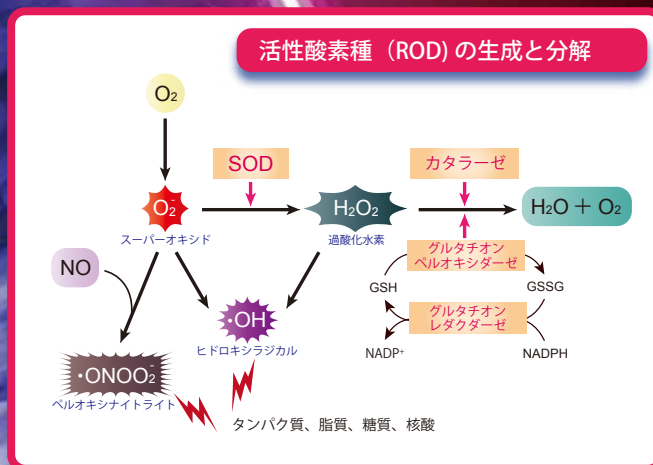 活性酸素種（ROD) の生成と分解
O₂
SOD
カタラーゼ
O₂⁻
H₂O₂
H₂O ＋ O₂
スーパーオキシド
過酸化水素
グルタチオン
ペルオキシダーゼ
NO
GSH
GSSG
・OH
グルタチオン
レダクダーゼ
ヒドロキシラジカル
NADP⁺
NADPH
・ONOO₂⁻
ペルオキシナイトライト
タンパク質、脂質、糖質、核酸